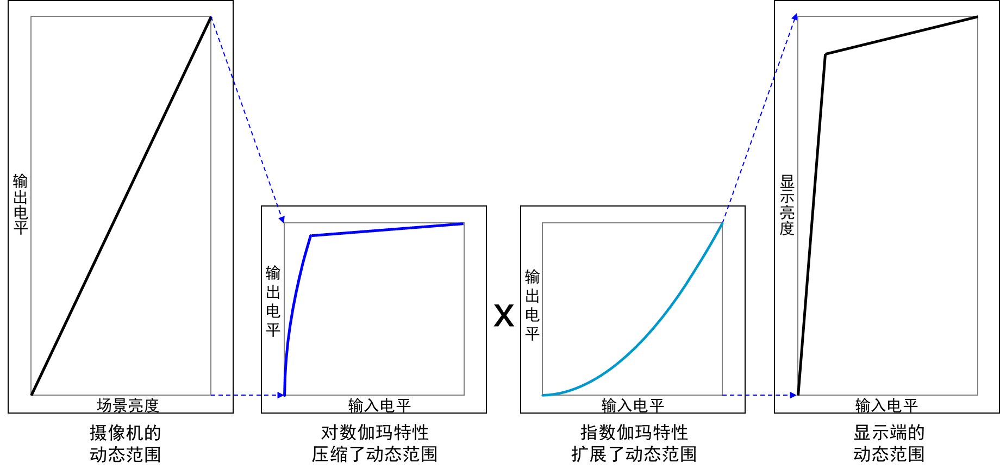 输出电平
场景亮度
摄像机的
动态范围
输出电平
输入电平
对数伽玛特性
压缩了动态范围
X
输出电平
输入电平
指数伽玛特性
扩展了动态范围
显示亮度
输入电平
显示端的
动态范围